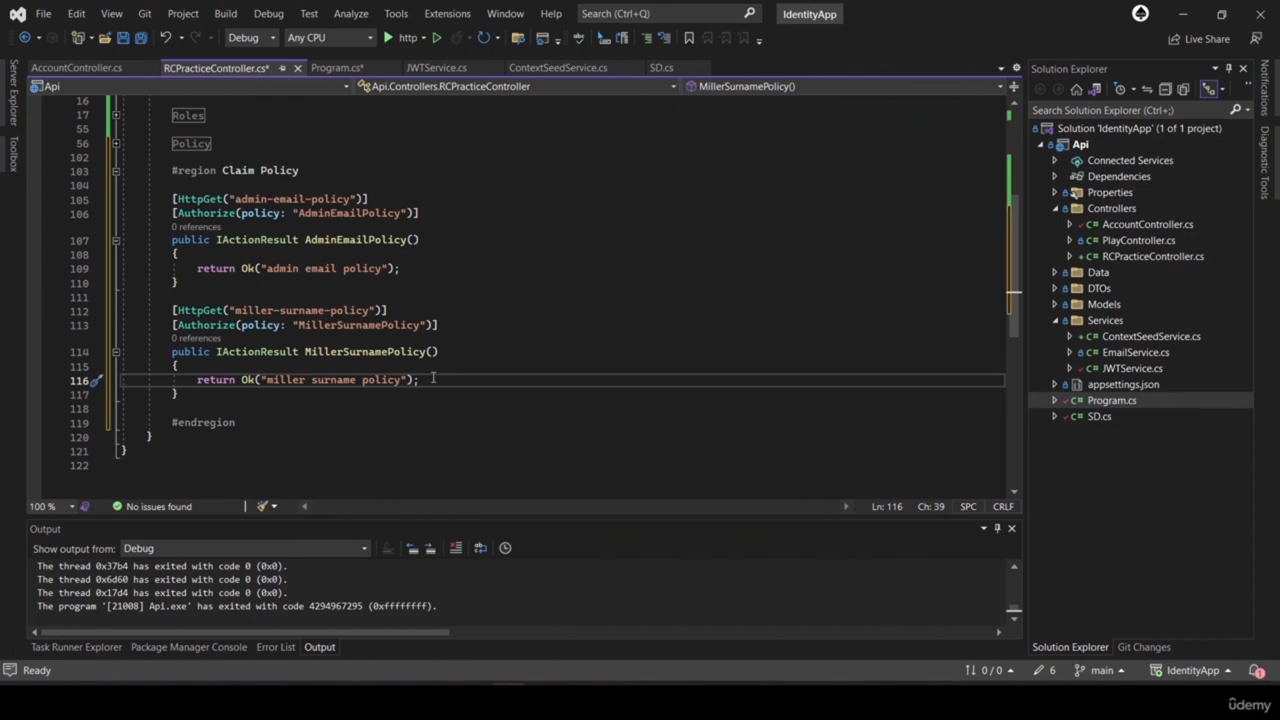 File Edit View Git Project Build Debug Test Analyze Tools Extensions Window Help Search (Ctrl+Q) IdentityApp
Debug Any CPU http Live Share
Server Explorer
Toolbox
AccountController.cs RCPracticeController.cs* Program.cs* JWTService.cs ContextSeedService.cs SD.cs
Api Api.Controllers.RCPracticeController MillerSurnamePolicy()
16
17 Roles
55
56 Policy
102
103 #region Claim Policy
104
105 [HttpGet("admin-email-policy")]
106 [Authorize(policy: "AdminEmailPolicy")]
0 references
107 public IActionResult AdminEmailPolicy()
108 {
109 return Ok("admin email policy");
110 }
111
112 [HttpGet("miller-surname-policy")]
113 [Authorize(policy: "MillerSurnamePolicy")]
0 references
114 public IActionResult MillerSurnamePolicy()
115 {
116 return Ok("miller surname policy");
117 }
118
119 #endregion
120 }
121 }
122
100 % No issues found Ln: 116 Ch: 39 SPC CRLF
Output
Show output from: Debug
The thread 0x37b4 has exited with code 0 (0x0).
The thread 0x6d60 has exited with code 0 (0x0).
The thread 0x17d4 has exited with code 0 (0x0).
The program '[21008] Api.exe' has exited with code 4294967295 (0xffffffff).
Task Runner Explorer Package Manager Console Error List Output
Solution Explorer
Search Solution Explorer (Ctrl+;)
Solution 'IdentityApp' (1 of 1 project)
Api
Connected Services
Dependencies
Properties
Controllers
C# AccountController.cs
C# PlayController.cs
C# RCPracticeController.cs
Data
DTOs
Models
Services
C# ContextSeedService.cs
C# EmailService.cs
C# JWTService.cs
appsettings.json
C# Program.cs
C# SD.cs
Solution Explorer Git Changes
Notifications
Diagnostic Tools
Ready 0 / 0 6 main IdentityApp 1
ûdemy